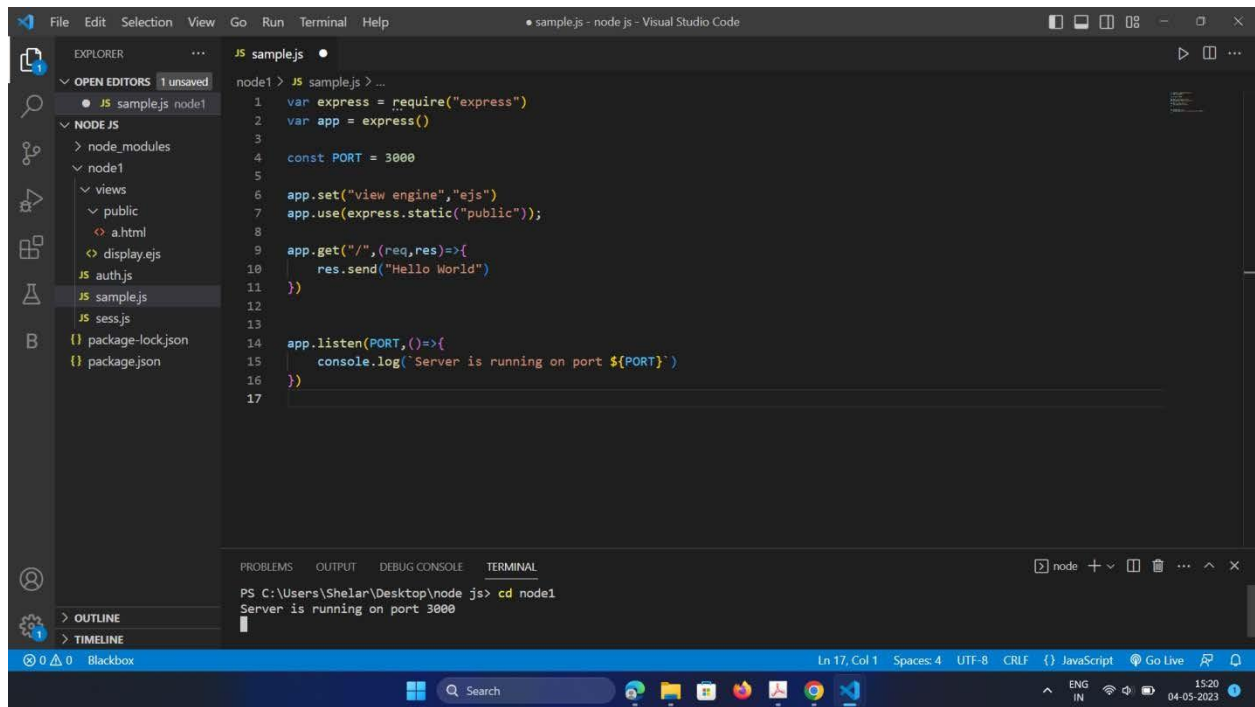 File Edit Selection View Go Run Terminal Help
● sample.js - node js - Visual Studio Code
EXPLORER ...
OPEN EDITORS 1 unsaved
● JS sample.js node1
NODE JS
> node_modules
node1
views
public
<> a.html
<> display.ejs
JS auth.js
JS sample.js
JS sess.js
{} package-lock.json
{} package.json
> OUTLINE
> TIMELINE
JS sample.js ●
node1 > JS sample.js > ...
1 var express = require("express")
2 var app = express()
3
4 const PORT = 3000
5
6 app.set("view engine","ejs")
7 app.use(express.static("public"));
8
9 app.get("/",(req,res)=>{
10     res.send("Hello World")
11 })
12
13
14 app.listen(PORT,()=>{
15     console.log(`Server is running on port ${PORT}`)
16 })
17
PROBLEMS OUTPUT DEBUG CONSOLE TERMINAL
node
PS C:\Users\Shelar\Desktop\node js> cd node1
Server is running on port 3000
0 0 Blackbox
Ln 17, Col 1 Spaces: 4 UTF-8 CRLF {} JavaScript Go Live
Search
ENG 15:20
IN 04-05-2023 1